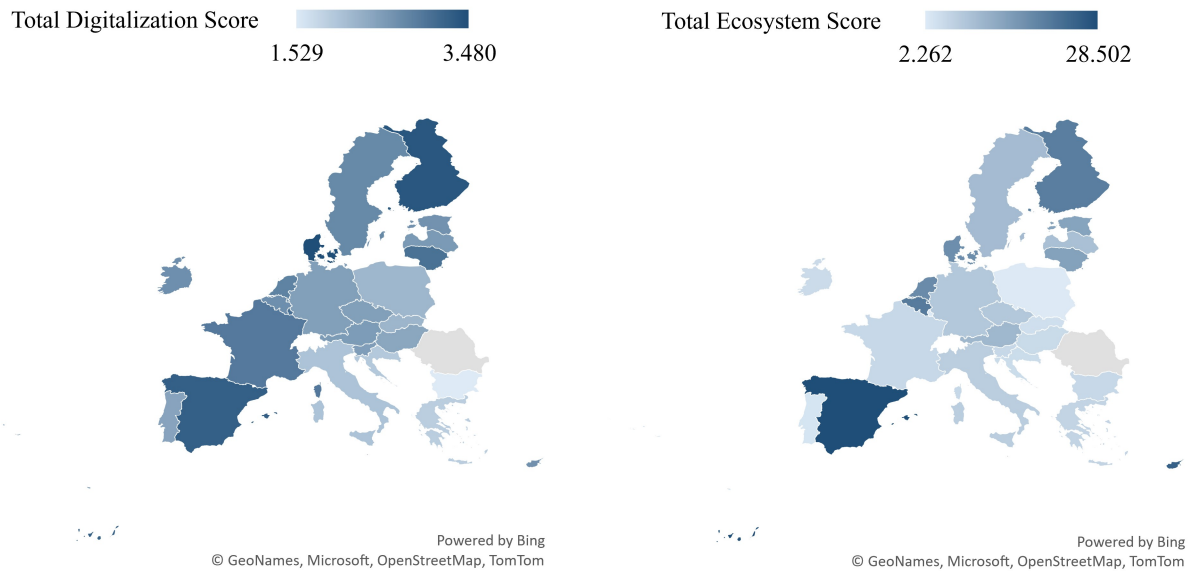 Total Digitalization Score
1.529 3.480
Total Ecosystem Score
2.262 28.502
Powered by Bing
© GeoNames, Microsoft, OpenStreetMap, TomTom
Powered by Bing
© GeoNames, Microsoft, OpenStreetMap, TomTom